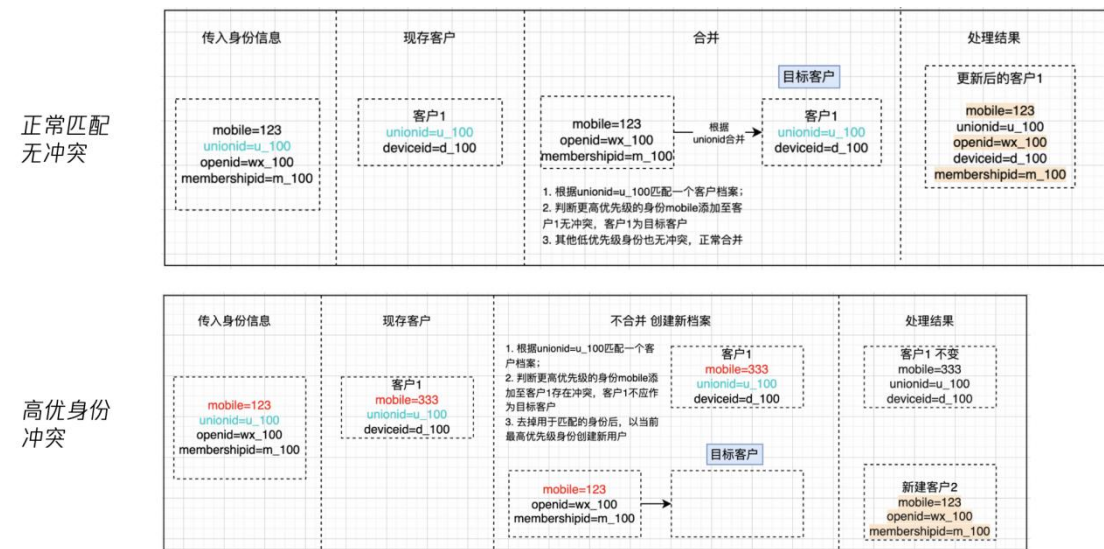 正常匹配
无冲突
传入身份信息
mobile=123
unionid=u_100
openid=wx_100
membershipid=m_100
现存客户
客户1
unionid=u_100
deviceid=d_100
合并
mobile=123
openid=wx_100
membershipid=m_100
根据
unionid合并
目标客户
客户1
unionid=u_100
deviceid=d_100
1. 根据unionid=u_100匹配一个客户档案；
2. 判断更高优先级的身份mobile添加至客
户1无冲突，客户1为目标客户
3. 其他低优先级身份也无冲突，正常合并
处理结果
更新后的客户1
mobile=123
unionid=u_100
openid=wx_100
deviceid=d_100
membershipid=m_100
高优身份
冲突
传入身份信息
mobile=123
unionid=u_100
openid=wx_100
membershipid=m_100
现存客户
客户1
mobile=333
unionid=u_100
deviceid=d_100
不合并 创建新档案
1. 根据unionid=u_100匹配一个客
户档案；
2. 判断更高优先级的身份mobile添
加至客户1存在冲突，客户1不应作
为目标客户
3. 去掉用于匹配的身份后，以当前
最高优先级身份创建新用户
客户1
mobile=333
unionid=u_100
deviceid=d_100
目标客户
mobile=123
openid=wx_100
membershipid=m_100
处理结果
客户1 不变
mobile=333
unionid=u_100
deviceid=d_100
新建客户2
mobile=123
openid=wx_100
membershipid=m_100